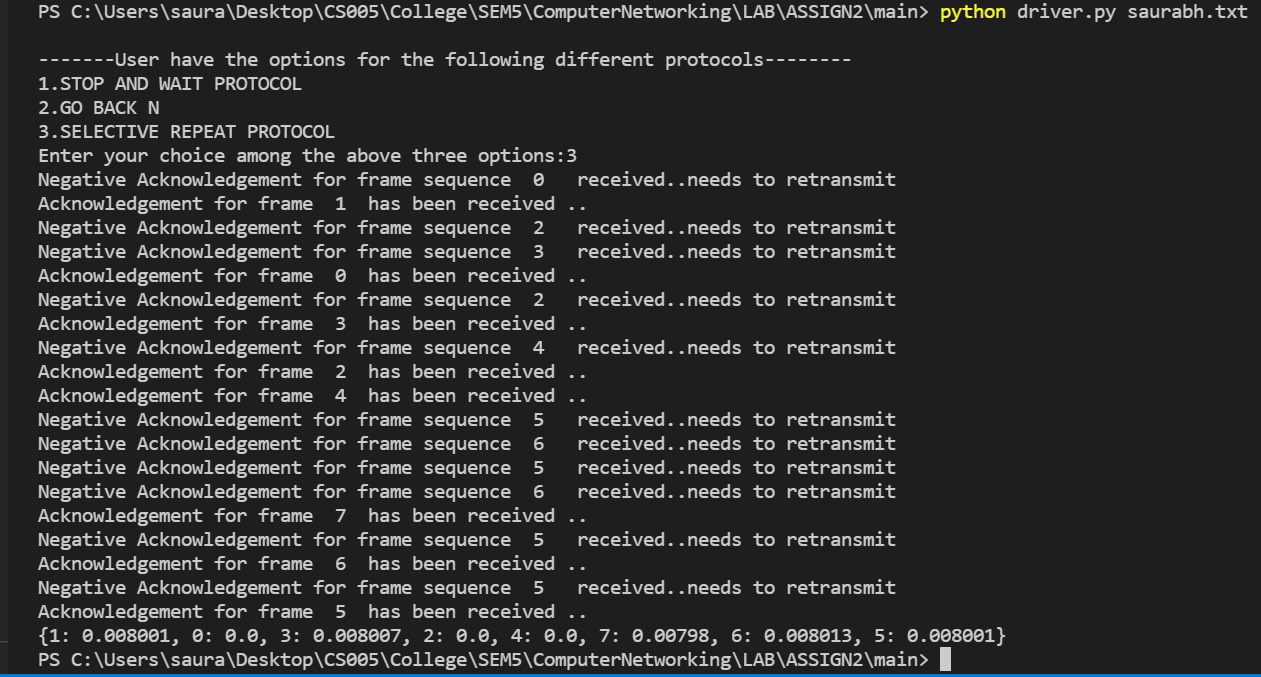 PS C:\Users\saura\Desktop\CS005\College\SEM5\ComputerNetworking\LAB\ASSIGN2\main> python driver.py saurabh.txt
-------User have the options for the following different protocols--------
1.STOP AND WAIT PROTOCOL
2.GO BACK N
3.SELECTIVE REPEAT PROTOCOL
Enter your choice among the above three options:3
Negative Acknowledgement for frame sequence  0   received..needs to retransmit
Acknowledgement for frame  1  has been received ..
Negative Acknowledgement for frame sequence  2   received..needs to retransmit
Negative Acknowledgement for frame sequence  3   received..needs to retransmit
Acknowledgement for frame  0  has been received ..
Negative Acknowledgement for frame sequence  2   received..needs to retransmit
Acknowledgement for frame  3  has been received ..
Negative Acknowledgement for frame sequence  4   received..needs to retransmit
Acknowledgement for frame  2  has been received ..
Acknowledgement for frame  4  has been received ..
Negative Acknowledgement for frame sequence  5   received..needs to retransmit
Negative Acknowledgement for frame sequence  6   received..needs to retransmit
Negative Acknowledgement for frame sequence  5   received..needs to retransmit
Negative Acknowledgement for frame sequence  6   received..needs to retransmit
Acknowledgement for frame  7  has been received ..
Negative Acknowledgement for frame sequence  5   received..needs to retransmit
Acknowledgement for frame  6  has been received ..
Negative Acknowledgement for frame sequence  5   received..needs to retransmit
Acknowledgement for frame  5  has been received ..
{1: 0.008001, 0: 0.0, 3: 0.008007, 2: 0.0, 4: 0.0, 7: 0.00798, 6: 0.008013, 5: 0.008001}
PS C:\Users\saura\Desktop\CS005\College\SEM5\ComputerNetworking\LAB\ASSIGN2\main>